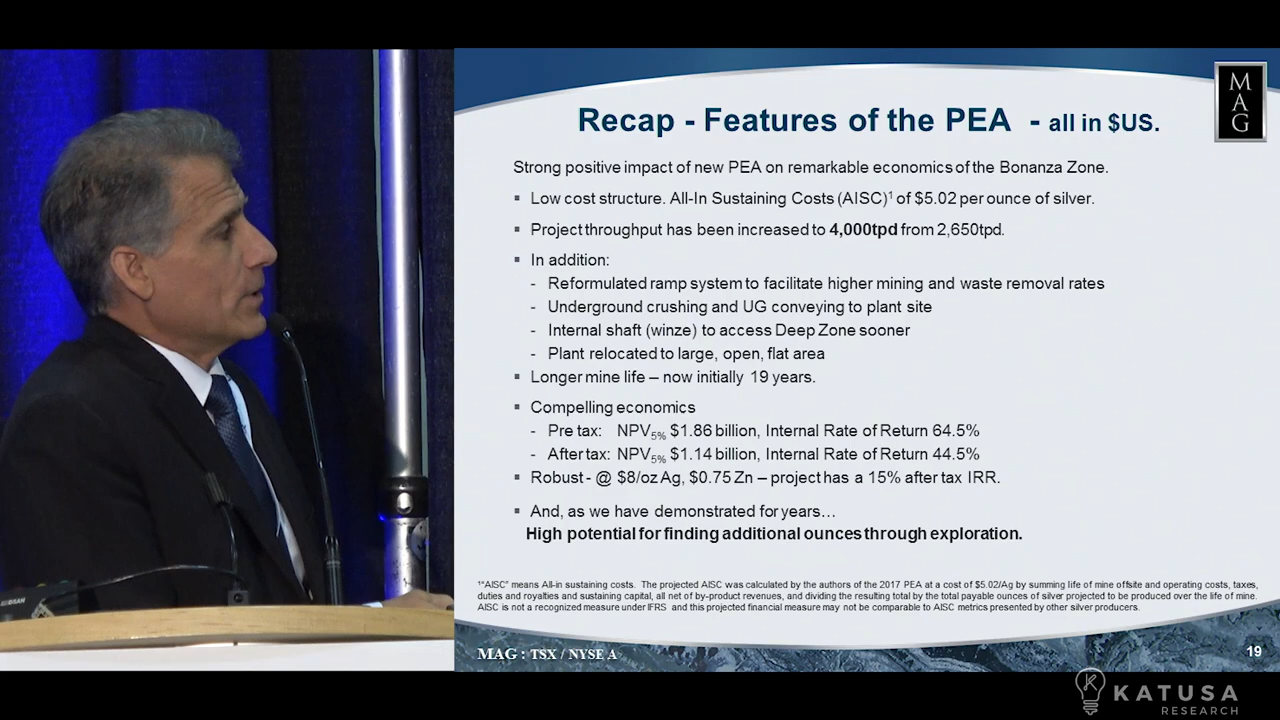 MAG
Recap - Features of the PEA - all in $US.
Strong positive impact of new PEA on remarkable economics of the Bonanza Zone.
▪ Low cost structure. All-In Sustaining Costs (AISC)¹ of $5.02 per ounce of silver.
▪ Project throughput has been increased to 4,000tpd from 2,650tpd.
▪ In addition:
- Reformulated ramp system to facilitate higher mining and waste removal rates
- Underground crushing and UG conveying to plant site
- Internal shaft (winze) to access Deep Zone sooner
- Plant relocated to large, open, flat area
▪ Longer mine life – now initially 19 years.
▪ Compelling economics
- Pre tax: NPV5% $1.86 billion, Internal Rate of Return 64.5%
- After tax: NPV5% $1.14 billion, Internal Rate of Return 44.5%
▪ Robust - @ $8/oz Ag, $0.75 Zn – project has a 15% after tax IRR.
▪ And, as we have demonstrated for years…
High potential for finding additional ounces through exploration.
¹"AISC" means All-in sustaining costs. The projected AISC was calculated by the authors of the 2017 PEA at a cost of $5.02/Ag by summing life of mine offsite and operating costs, taxes,
duties and royalties and sustaining capital, all net of by-product revenues, and dividing the resulting total by the total payable ounces of silver projected to be produced over the life of mine.
AISC is not a recognized measure under IFRS and this projected financial measure may not be comparable to AISC metrics presented by other silver producers.
MAG : TSX / NYSE A
19
KATUSA
RESEARCH